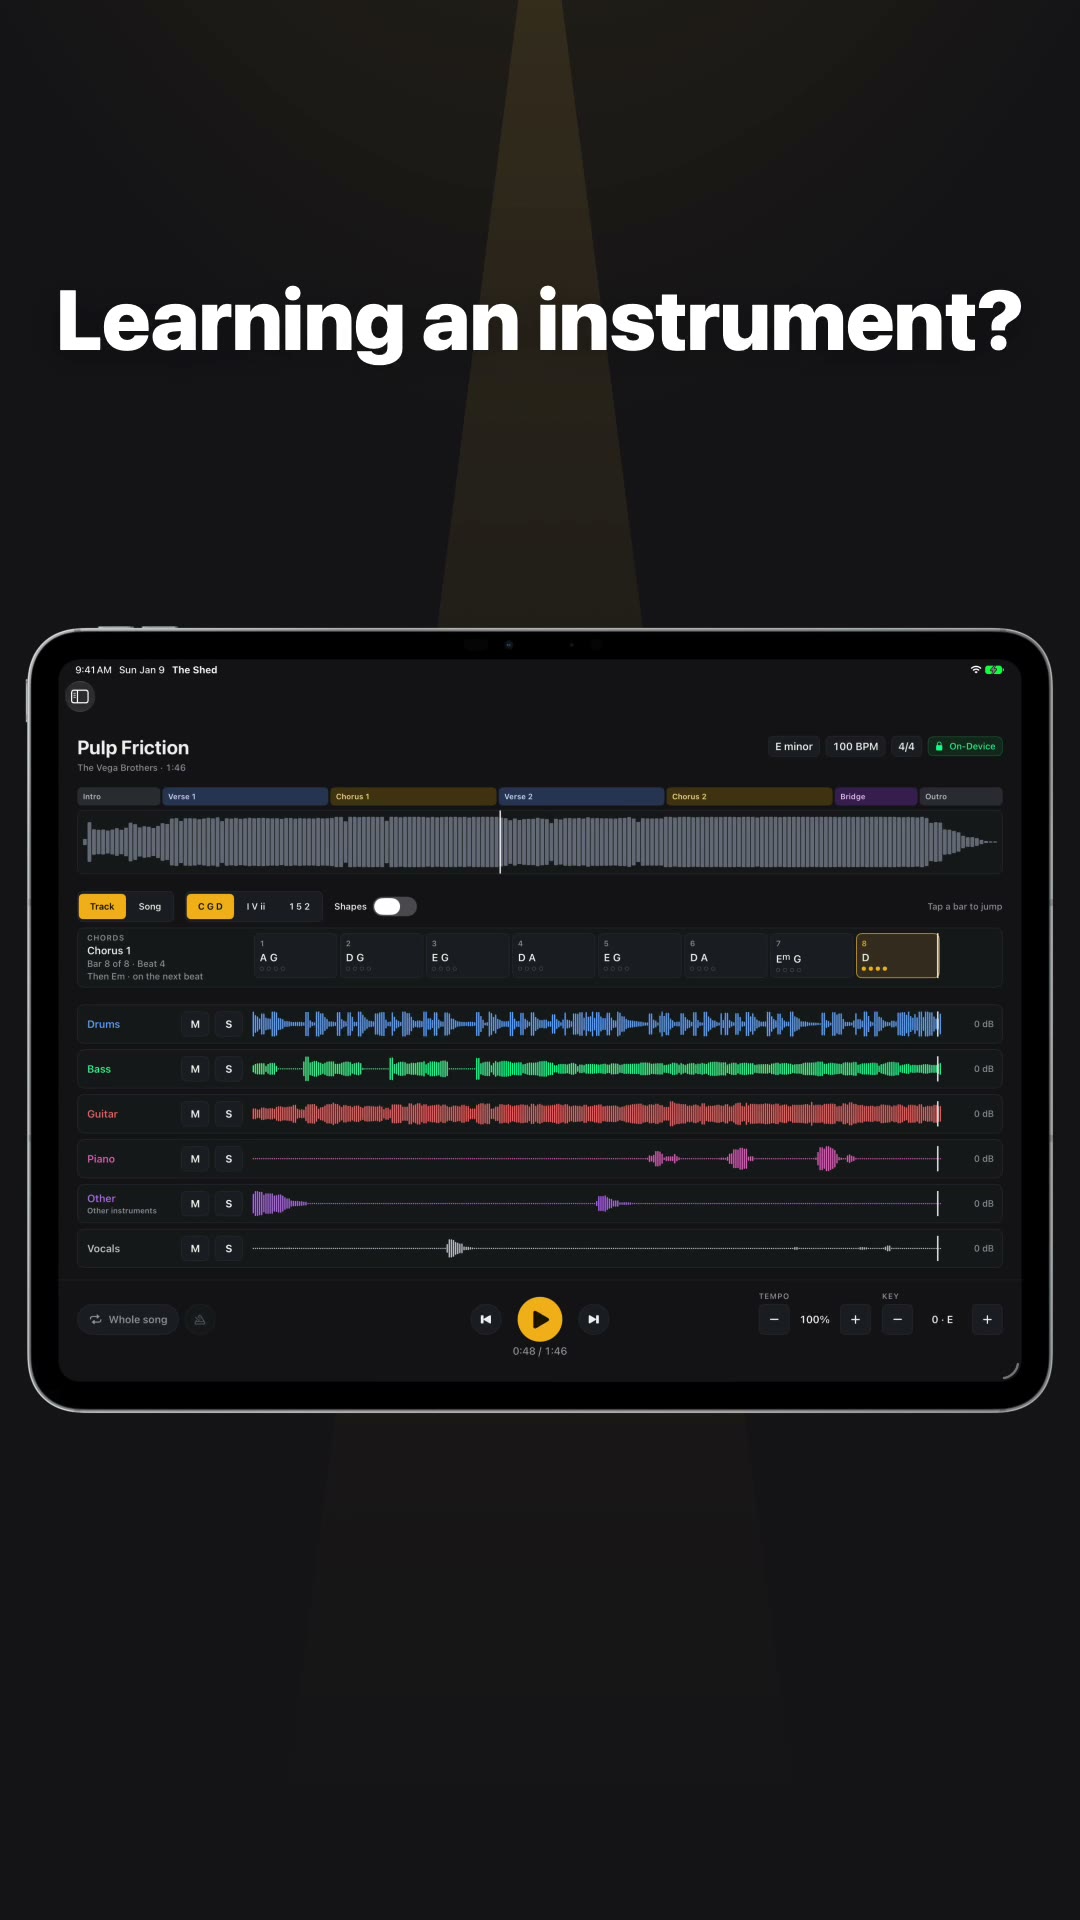 Learning an instrument?
9:41 AM Sun Jan 9 The Shed
Pulp Friction
E minor 100 BPM 4/4 On-Device
The Vega Brothers · 1:46
Intro Verse 1 Chorus 1 Verse 2 Chorus 2 Bridge Outro
Track Song C G D I V ii 1 5 2 Shapes Tap a bar to jump
CHORDS
Chorus 1
Bar 8 of 8 · Beat 4
Then Em · on the next beat
1 2 3 4 5 6 7 8
A G D G E G D A E G D A Em G D
Drums M S 0 dB
Bass M S 0 dB
Guitar M S 0 dB
Piano M S 0 dB
Other M S 0 dB
Other instruments
Vocals M S 0 dB
TEMPO KEY
Whole song 100% 0 · E
0:48 / 1:46